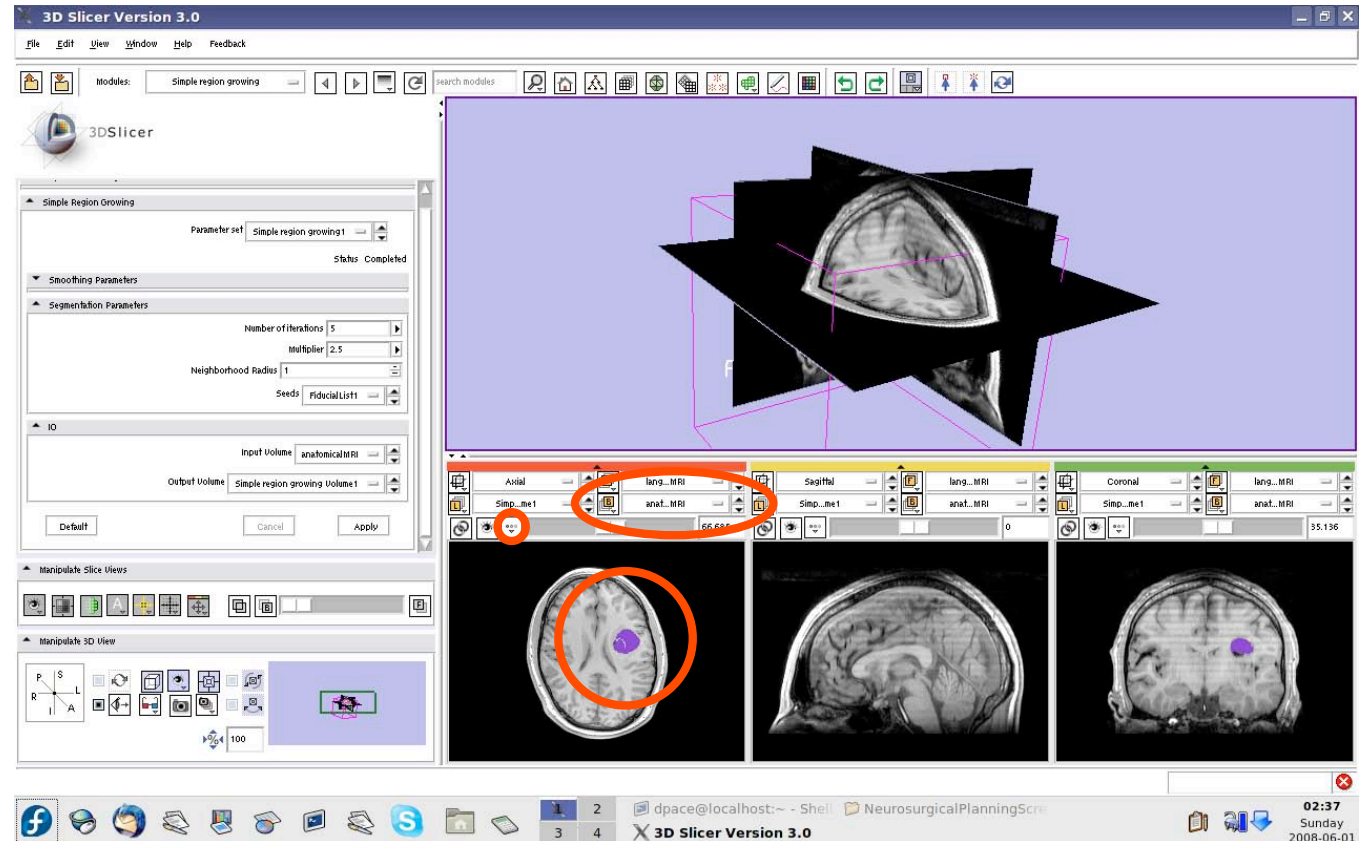 3D Slicer Version 3.0
File Edit View Window Help Feedback
Modules: Simple region growing search modules
3DSlicer
Simple Region Growing
Parameter set Simple region growing1
Status Completed
Smoothing Parameters
Segmentation Parameters
Number of iterations 5
Multiplier 2.5
Neighborhood Radius 1
Seeds FiducialList1
IO
Input Volume anatomicalMRI
Output Volume Simple region growing Volume1
Default Cancel Apply
Axial F lang...MRI Sagittal F lang...MRI Coronal F lang...MRI
L Simp...me1 B anat...MRI L Simp...me1 B anat...MRI L Simp...me1 B anat...MRI
0 35.136
Manipulate Slice Views
A B F
Manipulate 3D View
P S
R L
I A
100
1 2 dpace@localhost:~ - Shell NeurosurgicalPlanningScre
3 4 3D Slicer Version 3.0
02:37
Sunday
2008-06-01